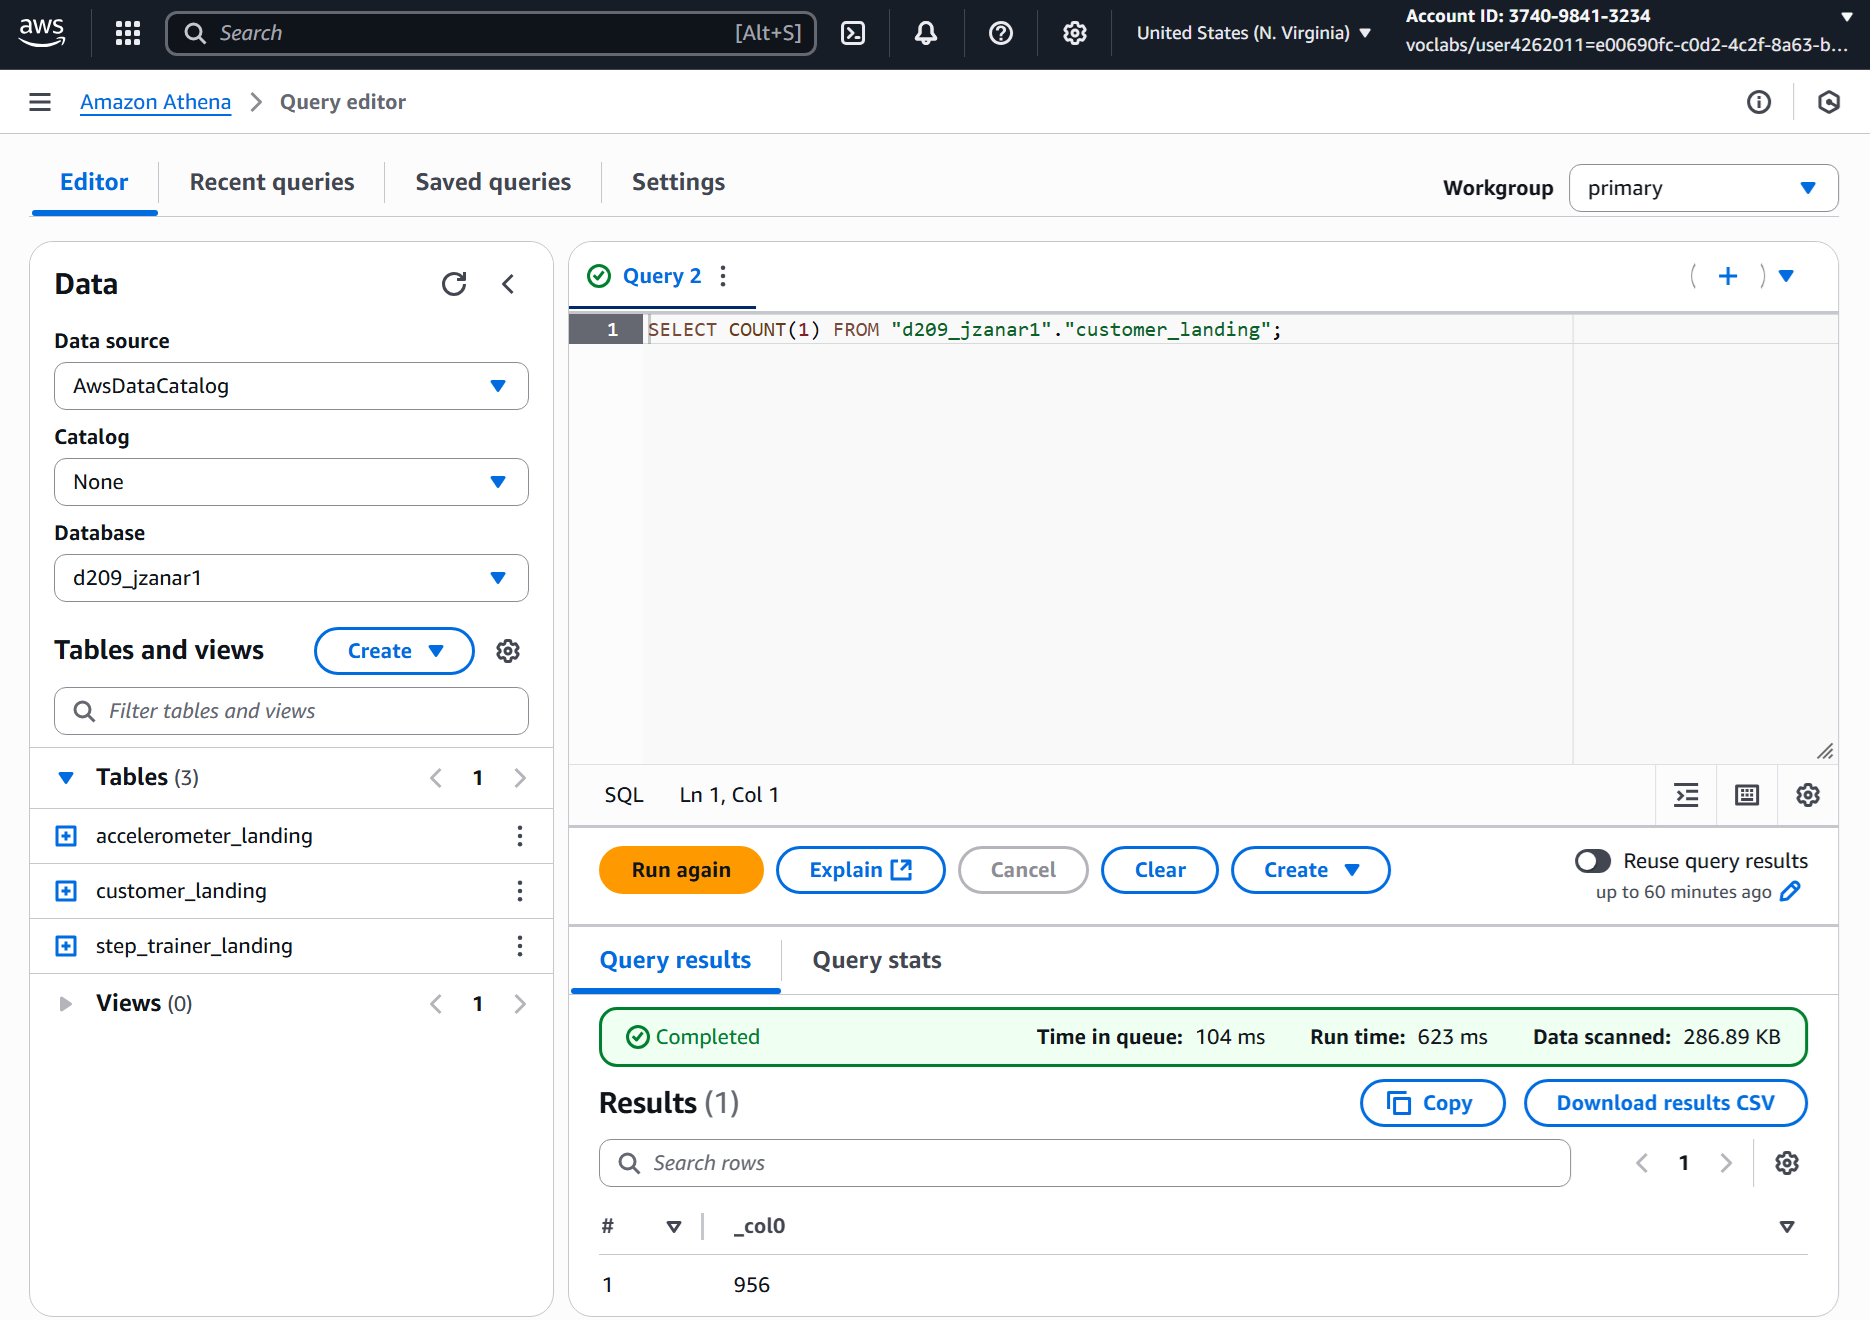 aws
Search
[Alt+S]
United States (N. Virginia)
Account ID: 3740-9841-3234
voclabs/user4262011=e00690fc-c0d2-4c2f-8a63-b...
Amazon Athena
Query editor
Editor
Recent queries
Saved queries
Settings
Workgroup
primary
Data
Data source
AwsDataCatalog
Catalog
None
Database
d209_jzanar1
Tables and views
Create
Filter tables and views
Tables (3)
1
accelerometer_landing
customer_landing
step_trainer_landing
Views (0)
1
Query 2
1
SELECT COUNT(1) FROM "d209_jzanar1"."customer_landing";
SQL
Ln 1, Col 1
Run again
Explain
Cancel
Clear
Create
Reuse query results
up to 60 minutes ago
Query results
Query stats
Completed
Time in queue: 104 ms
Run time: 623 ms
Data scanned: 286.89 KB
Results (1)
Copy
Download results CSV
Search rows
1
#
_col0
1
956